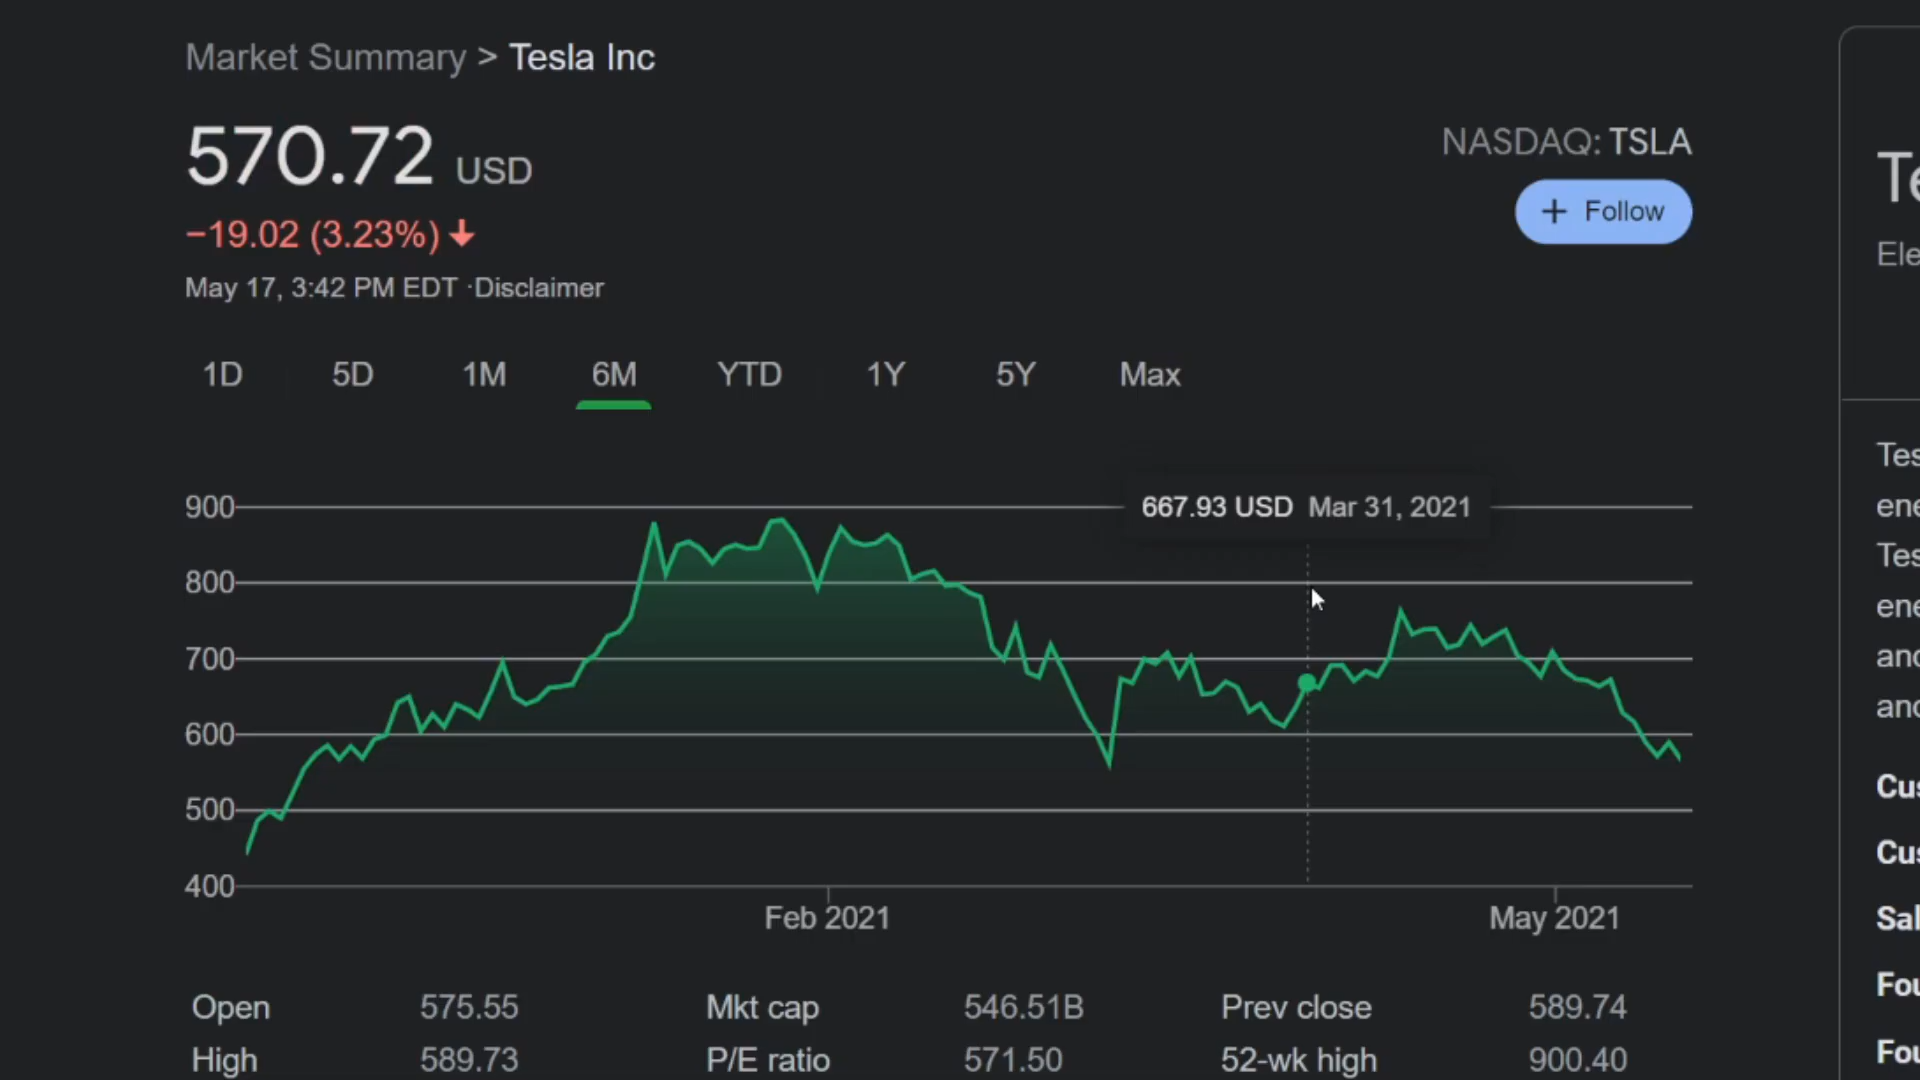 Market Summary > Tesla Inc
570.72 USD
NASDAQ: TSLA
−19.02 (3.23%)
+ Follow
May 17, 3:42 PM EDT ·Disclaimer
1D 5D 1M 6M YTD 1Y 5Y Max
667.93 USD Mar 31, 2021
900
800
700
600
500
400
Feb 2021 May 2021
Open 575.55 Mkt cap 546.51B Prev close 589.74
High 589.73 P/E ratio 571.50 52-wk high 900.40